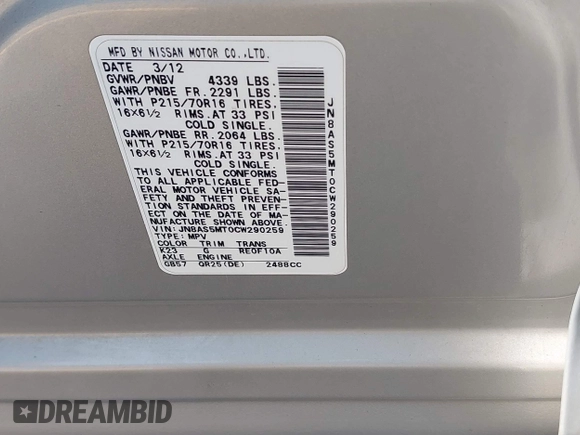 MFD BY NISSAN MOTOR CO.,LTD.
DATE 3/12
GVWR/PNBV 4339 LBS.
GAWR/PNBE FR. 2291 LBS.
WITH P215/70R16 TIRES.
16X6½ RIMS. AT 33 PSI
COLD SINGLE.
GAWR/PNBE RR. 2064 LBS.
WITH P215/70R16 TIRES.
16X6½ RIMS. AT 33 PSI
COLD SINGLE.
THIS VEHICLE CONFORMS
TO ALL APPLICABLE FED-
ERAL MOTOR VEHICLE SA-
FETY AND THEFT PREVEN-
TION STANDARDS IN EFF-
ECT ON THE DATE OF MA-
NUFACTURE SHOWN ABOVE.
VIN: JN8AS5MT0CW290259
TYPE: MPV
COLOR TRIM TRANS
K23 G RE0F10A
AXLE ENGINE
GB57 QR25(DE) 2488CC
JN8AS5MT0CW290259
DREAMBID